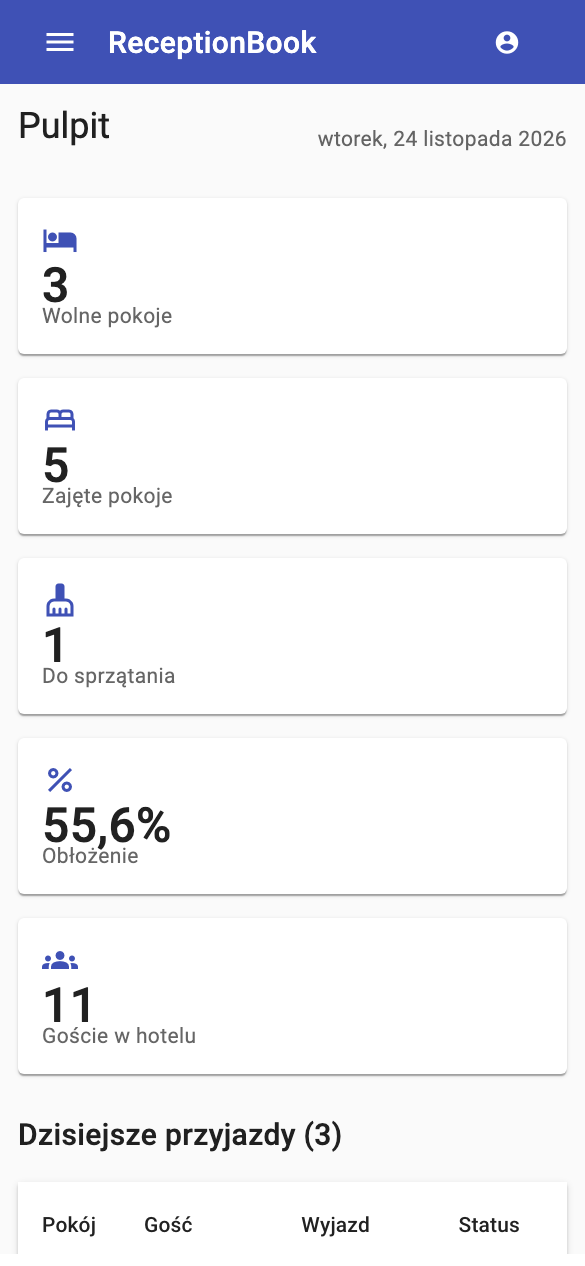 ReceptionBook
Pulpit
wtorek, 24 listopada 2026
3
Wolne pokoje
5
Zajęte pokoje
1
Do sprzątania
55,6%
Obłożenie
11
Goście w hotelu
Dzisiejsze przyjazdy (3)
Pokój Gość Wyjazd Status